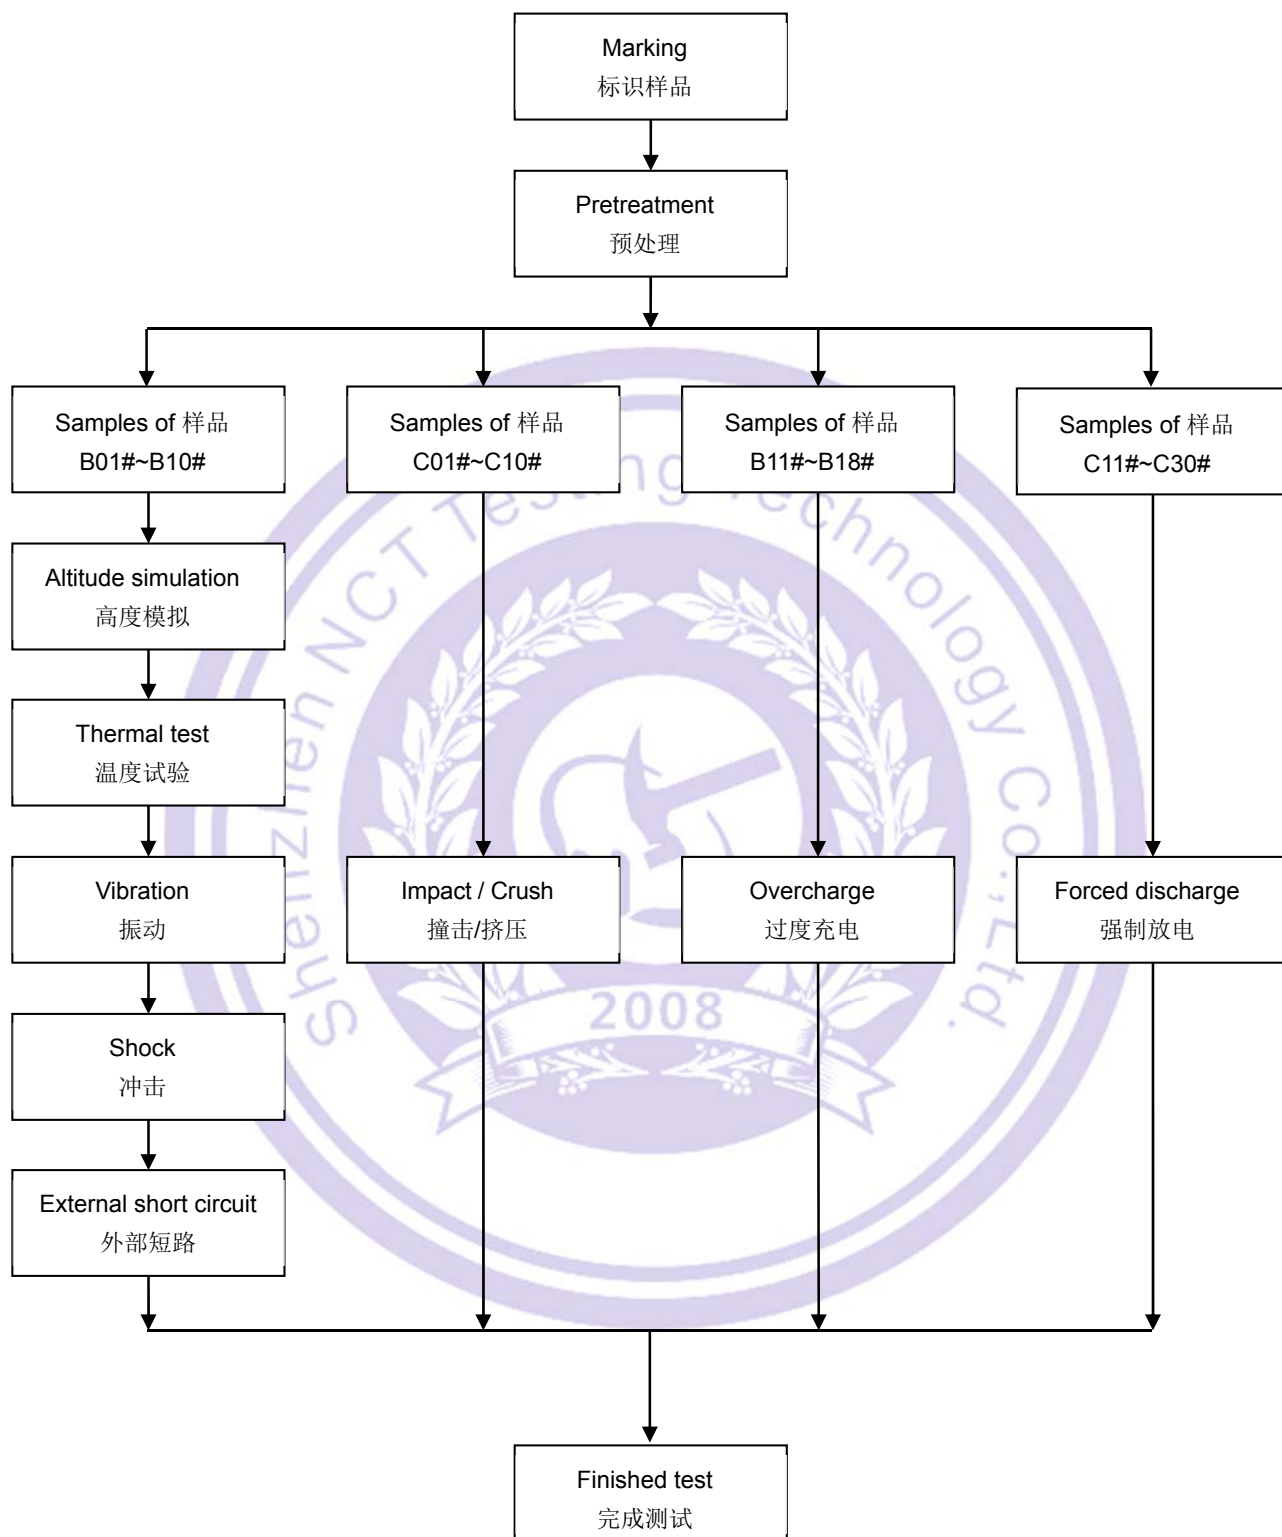 Marking
标识样品
Pretreatment
预处理
Samples of 样品
B01#~B10#
Samples of 样品
C01#~C10#
Samples of 样品
B11#~B18#
Samples of 样品
C11#~C30#
Altitude simulation
高度模拟
Thermal test
温度试验
Vibration
振动
Impact / Crush
撞击/挤压
Overcharge
过度充电
Forced discharge
强制放电
Shock
冲击
External short circuit
外部短路
Finished test
完成测试
Shenzhen NCT Testing Technology Co.,Ltd.
2008